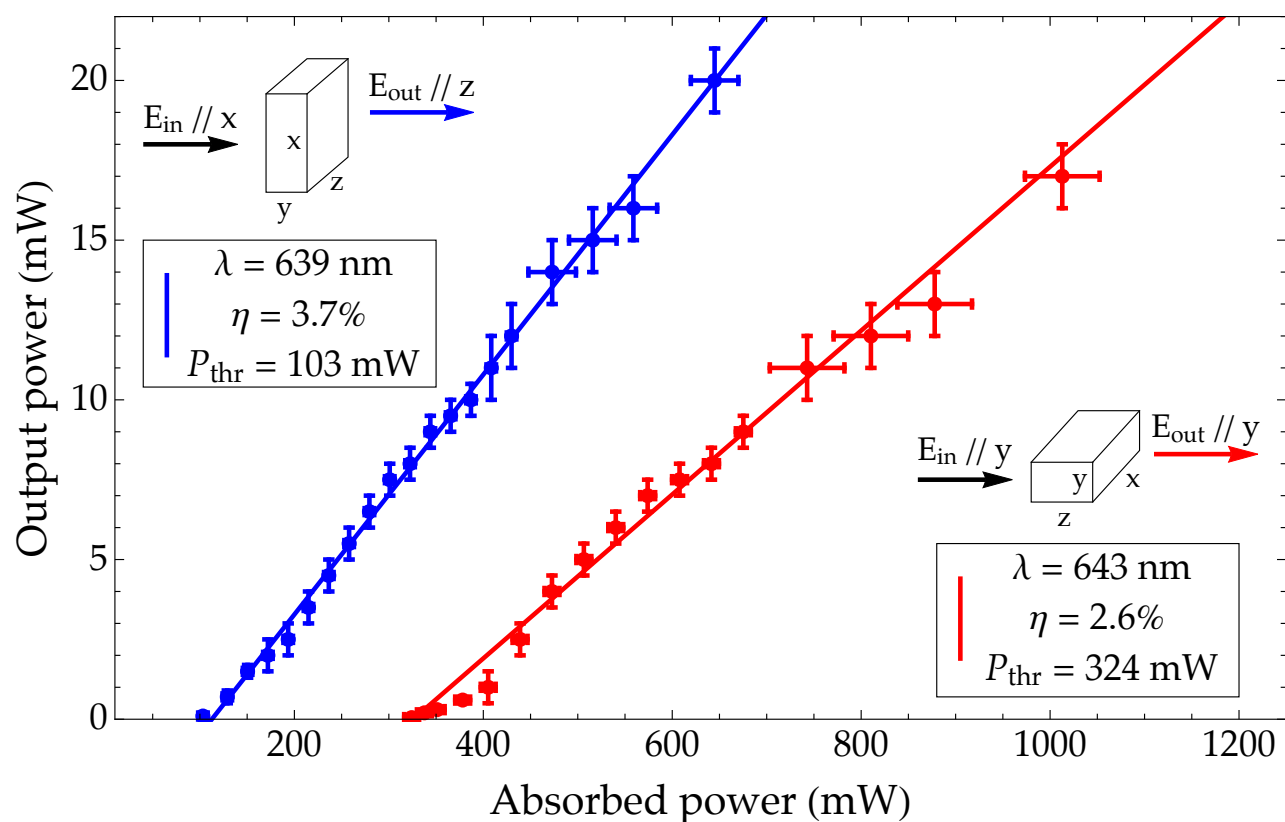 Output power (mW)
20
15
10
5
0
E_in // x
E_out // z
x
z
y
λ = 639 nm
η = 3.7%
P_thr = 103 mW
E_in // y
E_out // y
y
x
z
λ = 643 nm
η = 2.6%
P_thr = 324 mW
200 400 600 800 1000 1200
Absorbed power (mW)